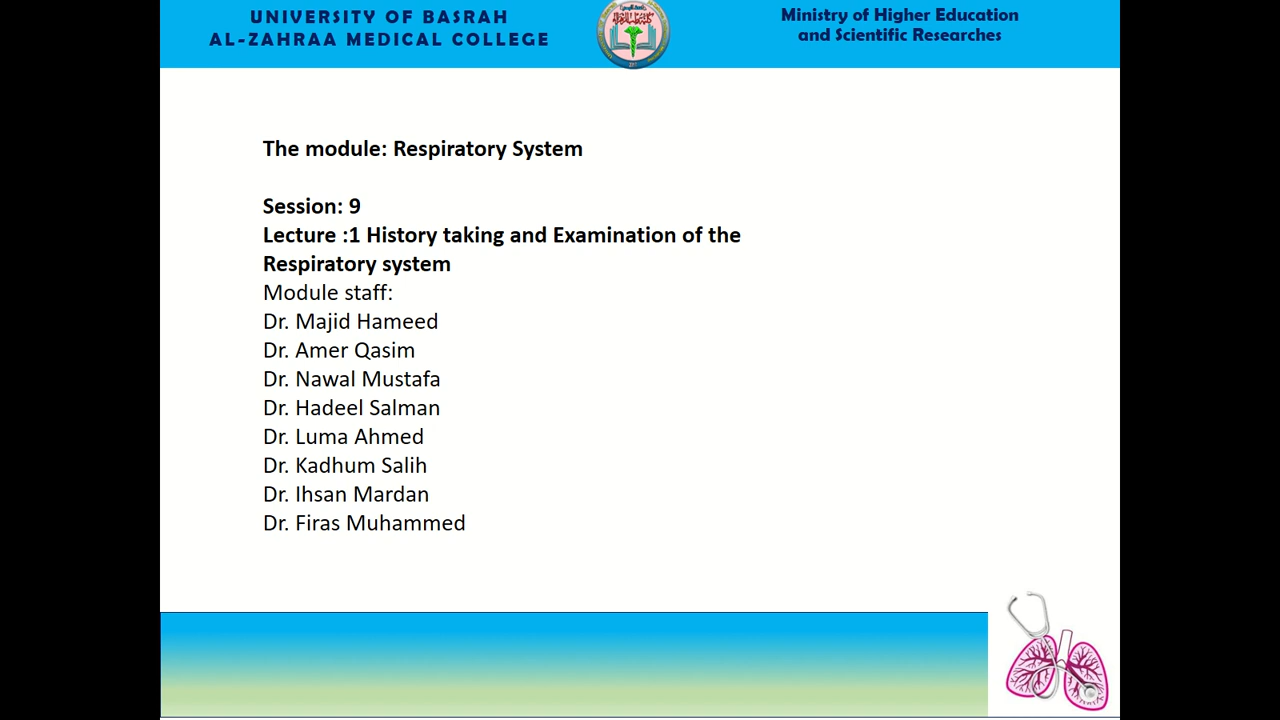 UNIVERSITY OF BASRAH
AL-ZAHRAA MEDICAL COLLEGE
Ministry of Higher Education
and Scientific Researches
The module: Respiratory System
Session: 9
Lecture :1 History taking and Examination of the
Respiratory system
Module staff:
Dr. Majid Hameed
Dr. Amer Qasim
Dr. Nawal Mustafa
Dr. Hadeel Salman
Dr. Luma Ahmed
Dr. Kadhum Salih
Dr. Ihsan Mardan
Dr. Firas Muhammed